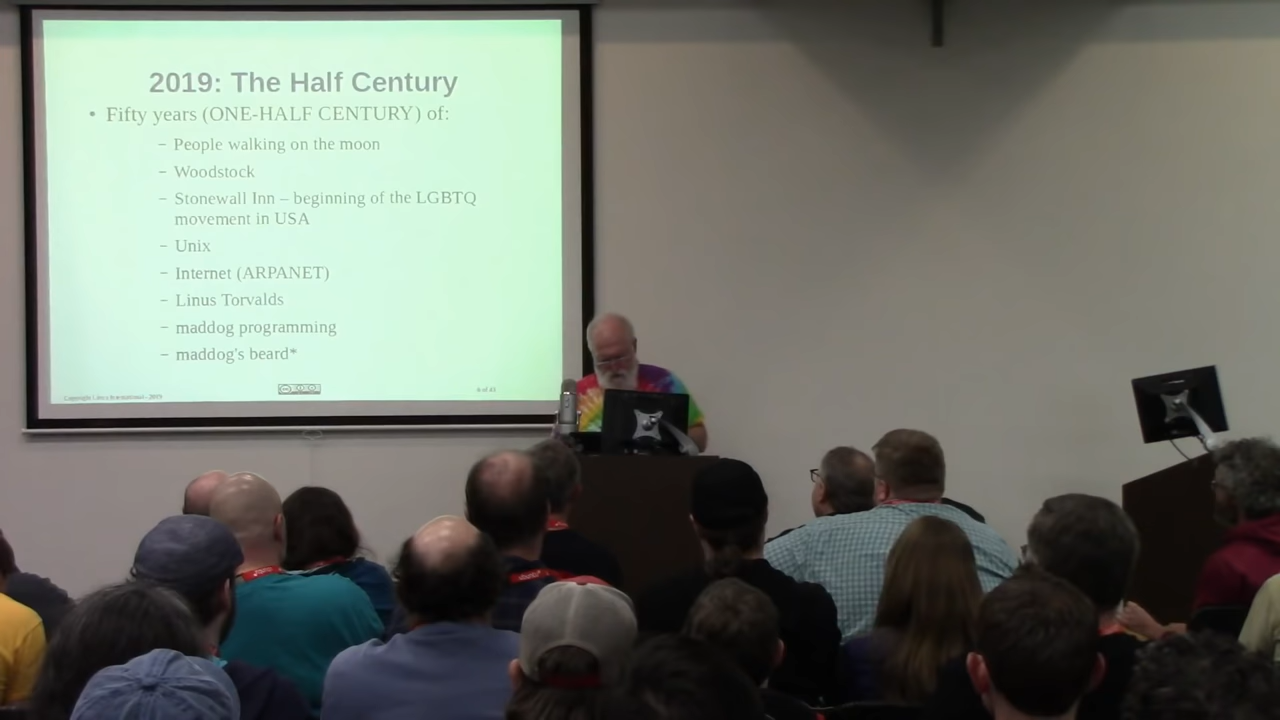 2019: The Half Century
• Fifty years (ONE-HALF CENTURY) of:
– People walking on the moon
– Woodstock
– Stonewall Inn – beginning of the LGBTQ
movement in USA
– Unix
– Internet (ARPANET)
– Linus Torvalds
– maddog programming
– maddog's beard*